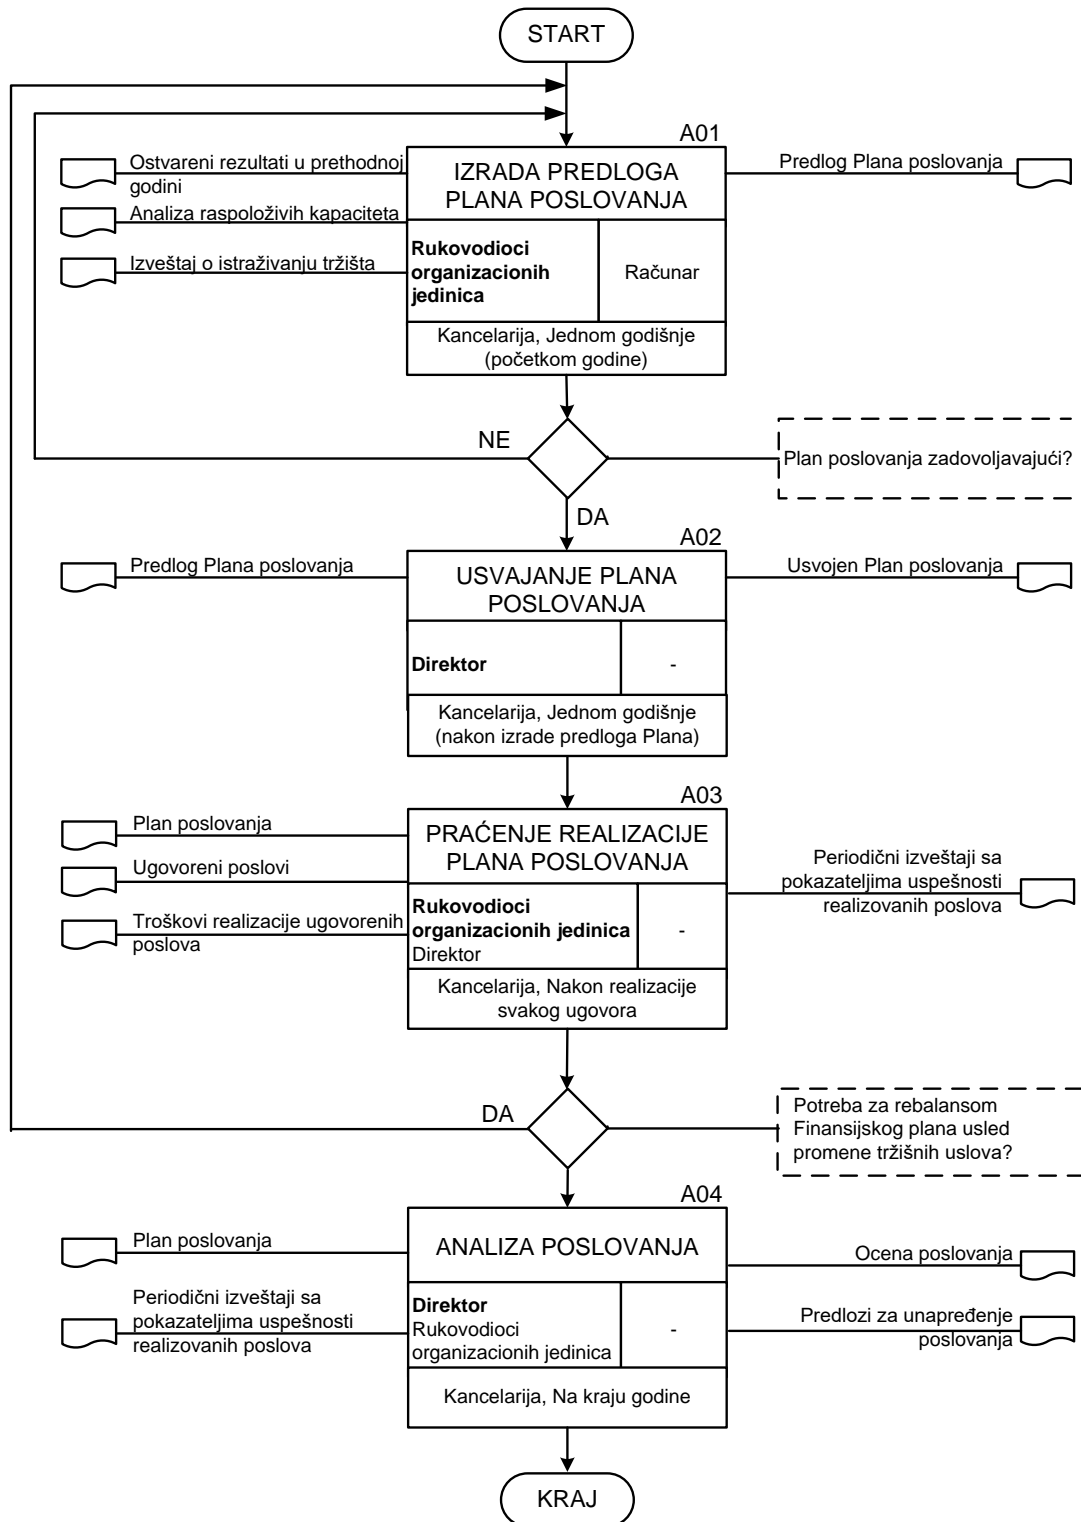 START
A01
Ostvareni rezultati u prethodnoj
godini
Analiza raspoloživih kapaciteta
Izveštaj o istraživanju tržišta
IZRADA PREDLOGA
PLANA POSLOVANJA
Rukovodioci
organizacionih
jedinica
Računar
Kancelarija, Jednom godišnje
(početkom godine)
Predlog Plana poslovanja
NE
Plan poslovanja zadovoljavajući?
DA
A02
Predlog Plana poslovanja
USVAJANJE PLANA
POSLOVANJA
Direktor
-
Kancelarija, Jednom godišnje
(nakon izrade predloga Plana)
Usvojen Plan poslovanja
A03
Plan poslovanja
Ugovoreni poslovi
Troškovi realizacije ugovorenih
poslova
PRAĆENJE REALIZACIJE
PLANA POSLOVANJA
Rukovodioci
organizacionih jedinica
Direktor
-
Kancelarija, Nakon realizacije
svakog ugovora
Periodični izveštaji sa
pokazateljima uspešnosti
realizovanih poslova
DA
Potreba za rebalansom
Finansijskog plana usled
promene tržišnih uslova?
A04
Plan poslovanja
Periodični izveštaji sa
pokazateljima uspešnosti
realizovanih poslova
ANALIZA POSLOVANJA
Direktor
Rukovodioci
organizacionih jedinica
-
Kancelarija, Na kraju godine
Ocena poslovanja
Predlozi za unapređenje
poslovanja
KRAJ